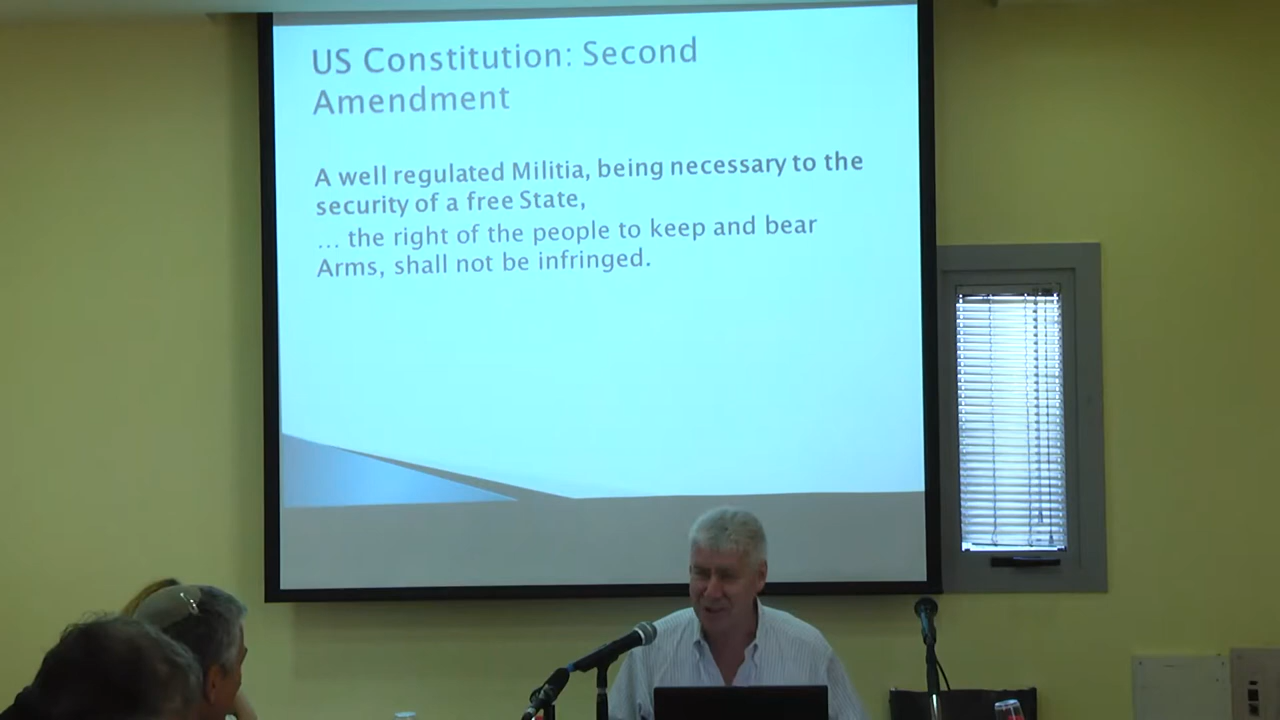 US Constitution: Second
Amendment
A well regulated Militia, being necessary to the
security of a free State,
... the right of the people to keep and bear
Arms, shall not be infringed.